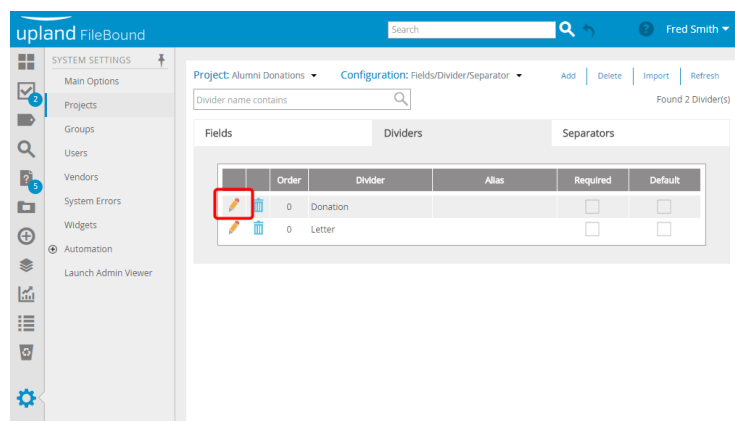 upland FileBound
Search
Fred Smith
SYSTEM SETTINGS
Main Options
Projects
Groups
Users
Vendors
System Errors
Widgets
Automation
Launch Admin Viewer
2
5
Project: Alumni Donations Configuration: Fields/Divider/Separator Add Delete Import Refresh
Divider name contains
Found 2 Divider(s)
Fields Dividers Separators
Order Divider Alias Required Default
0 Donation
0 Letter